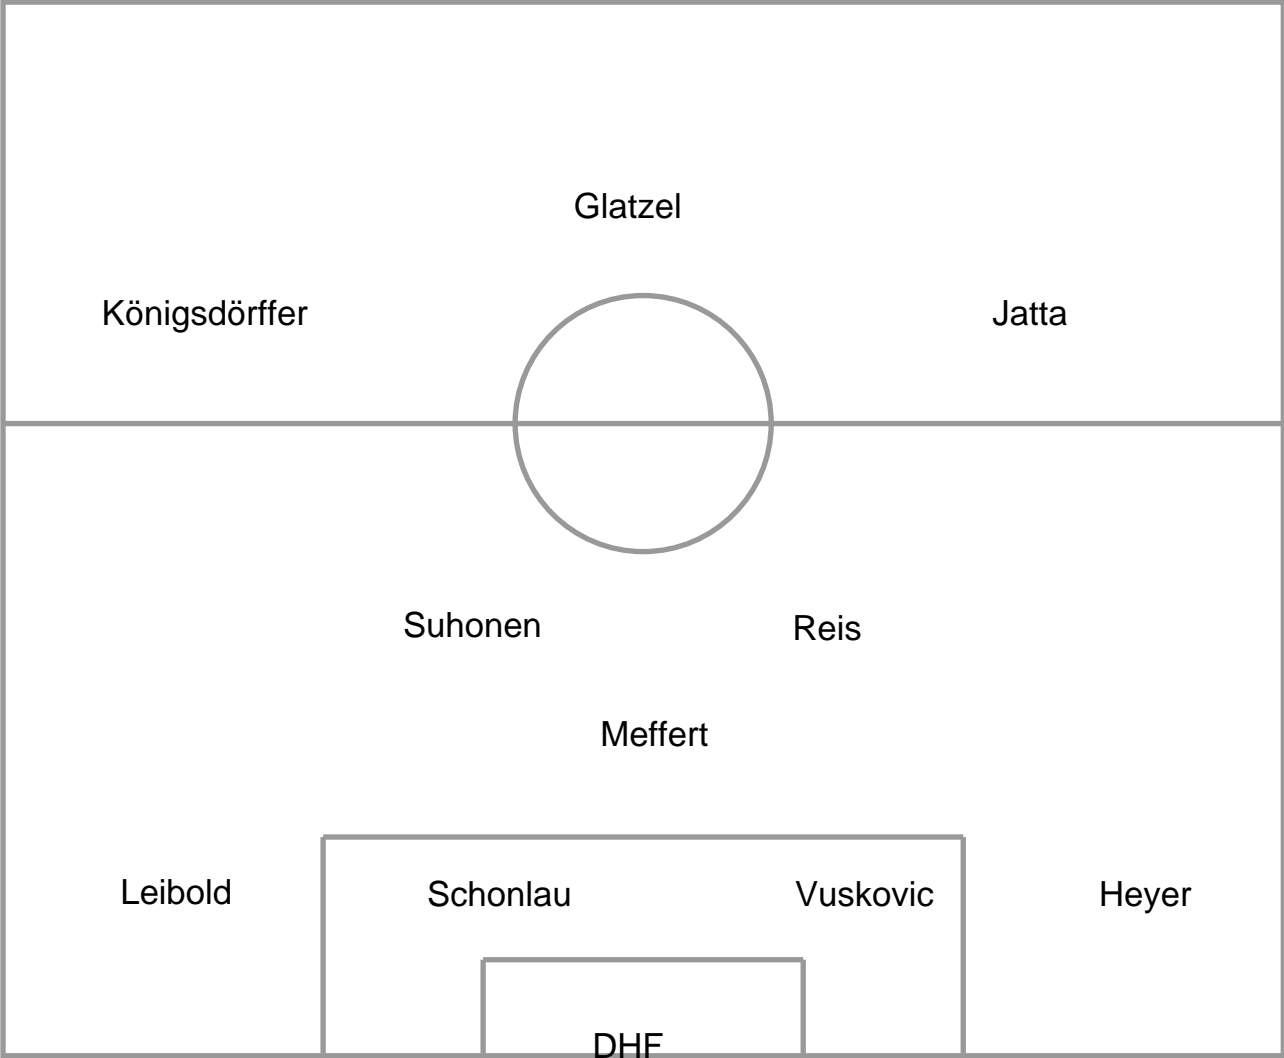 Glatzel
Königsdörffer
Jatta
Suhonen
Reis
Meffert
Leibold
Schonlau
Vuskovic
Heyer
DHF